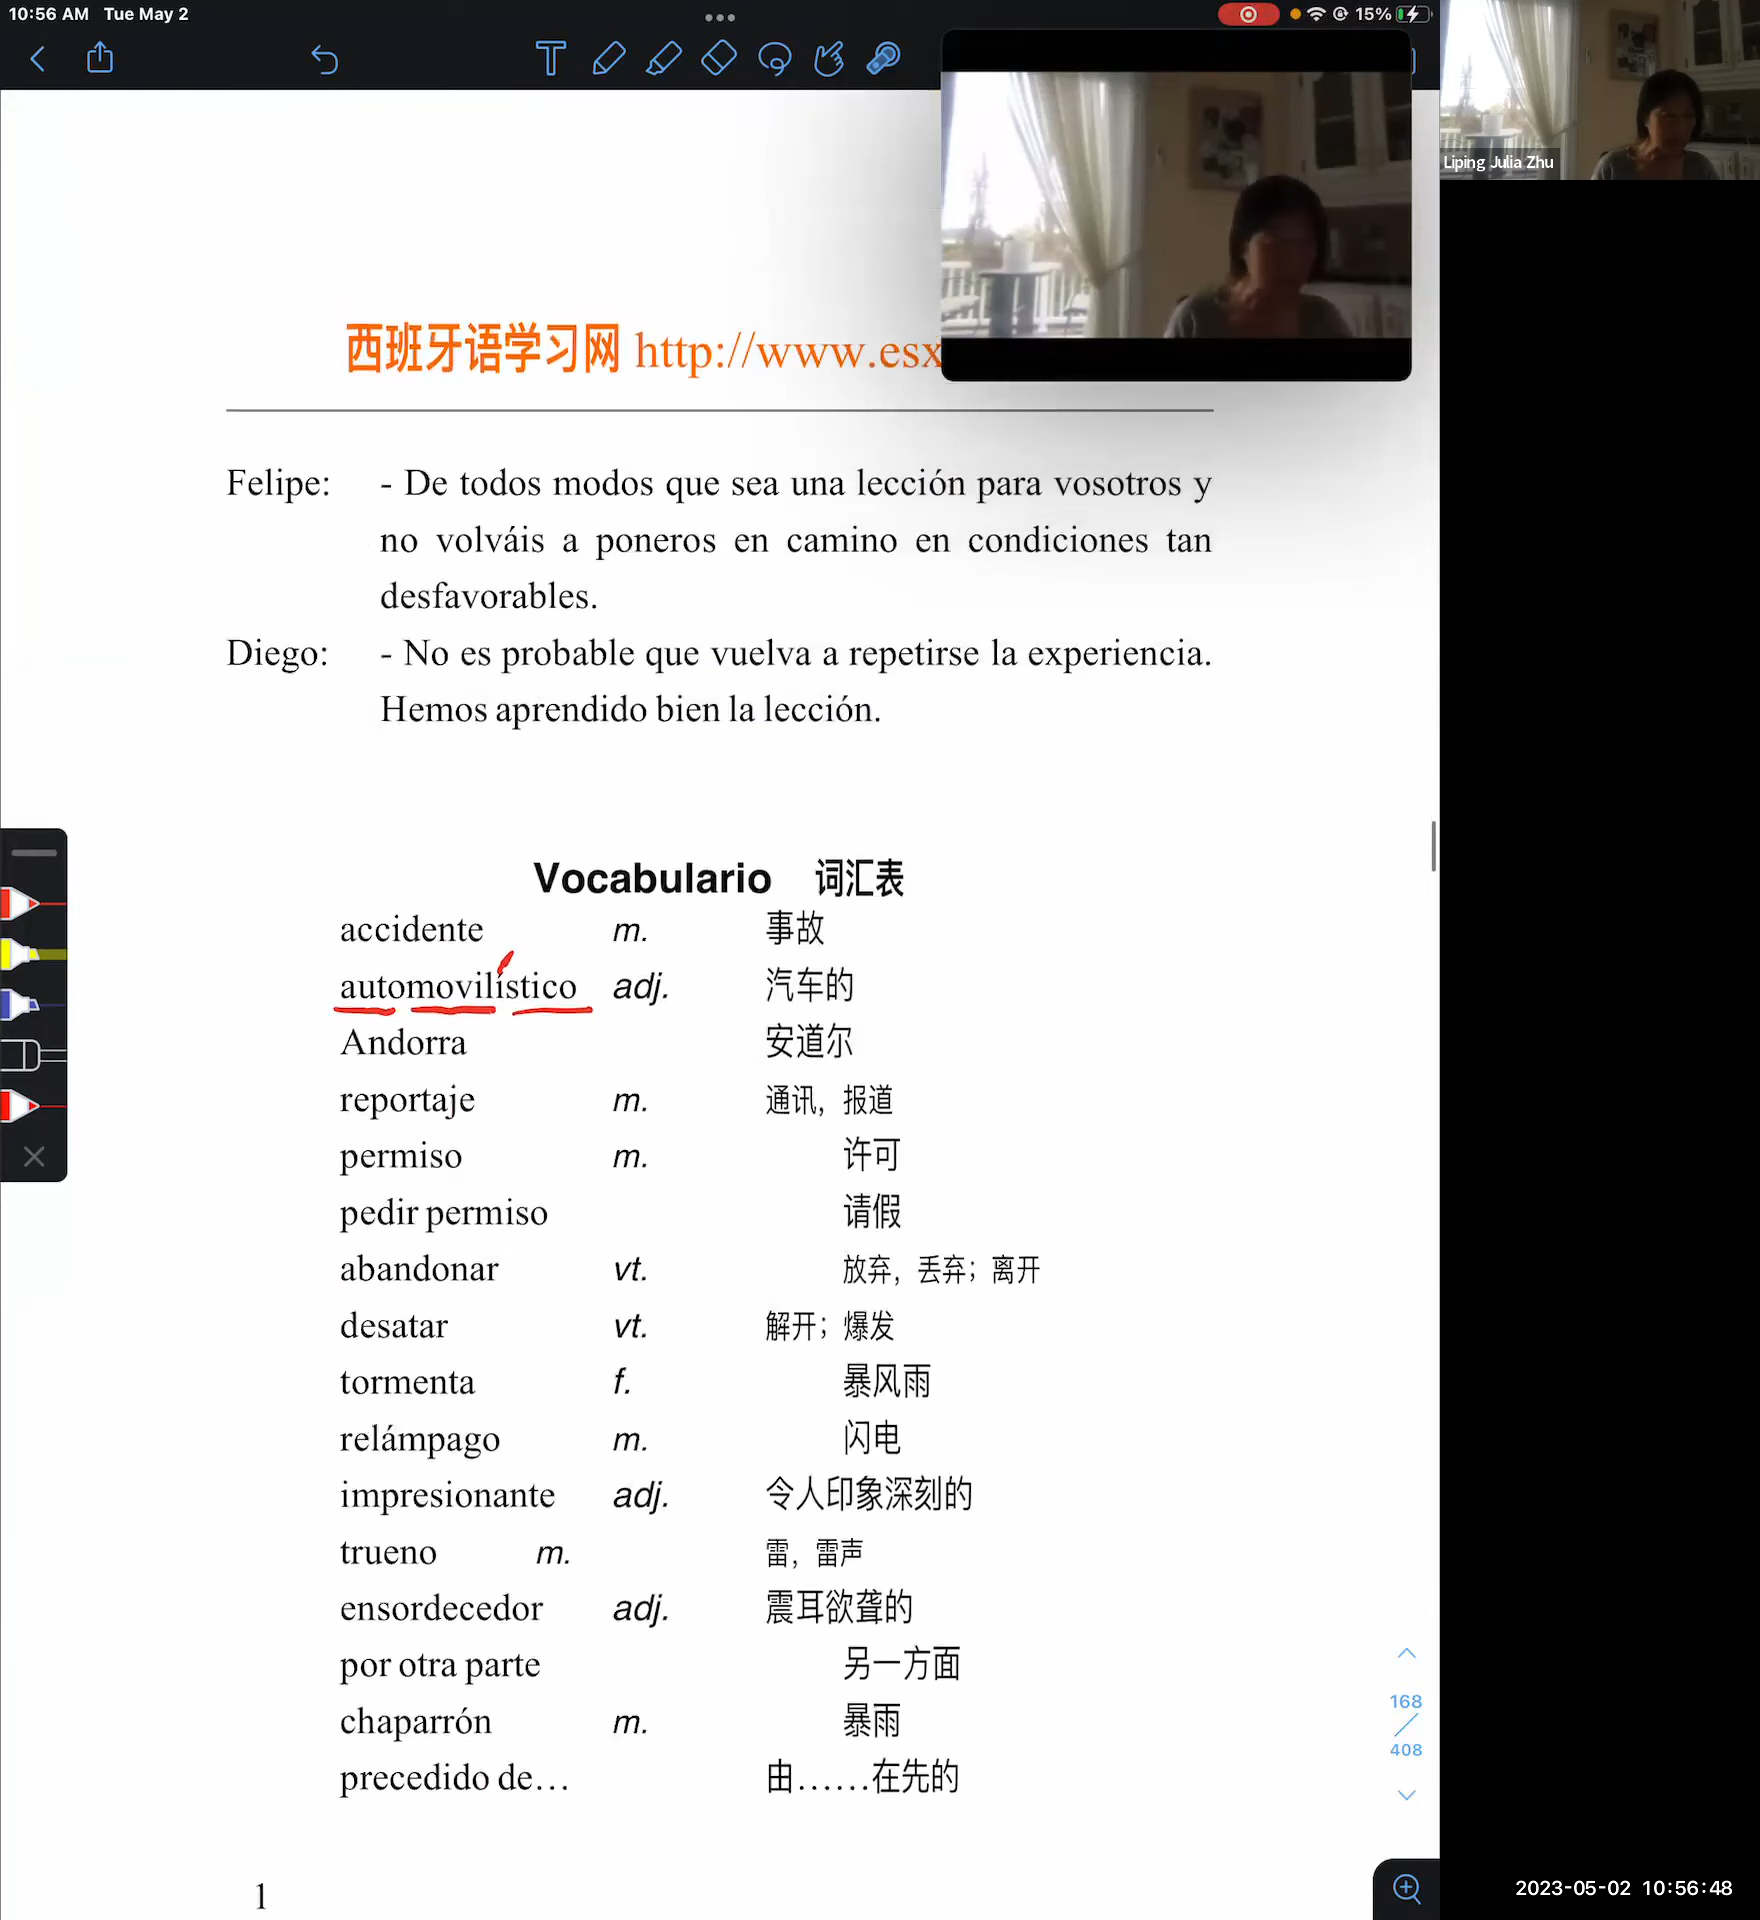 10:56 AM Tue May 2
15%
Liping Julia Zhu
西班牙语学习网 http://www.esx
Felipe: - De todos modos que sea una lección para vosotros y
no volváis a poneros en camino en condiciones tan
desfavorables.
Diego: - No es probable que vuelva a repetirse la experiencia.
Hemos aprendido bien la lección.
Vocabulario 词汇表
accidente m. 事故
automovilístico adj. 汽车的
Andorra 安道尔
reportaje m. 通讯，报道
permiso m. 许可
pedir permiso 请假
abandonar vt. 放弃，丢弃；离开
desatar vt. 解开；爆发
tormenta f. 暴风雨
relámpago m. 闪电
impresionante adj. 令人印象深刻的
trueno m. 雷，雷声
ensordecedor adj. 震耳欲聋的
por otra parte 另一方面
chaparrón m. 暴雨
precedido de… 由……在先的
168
408
1
2023-05-02 10:56:48